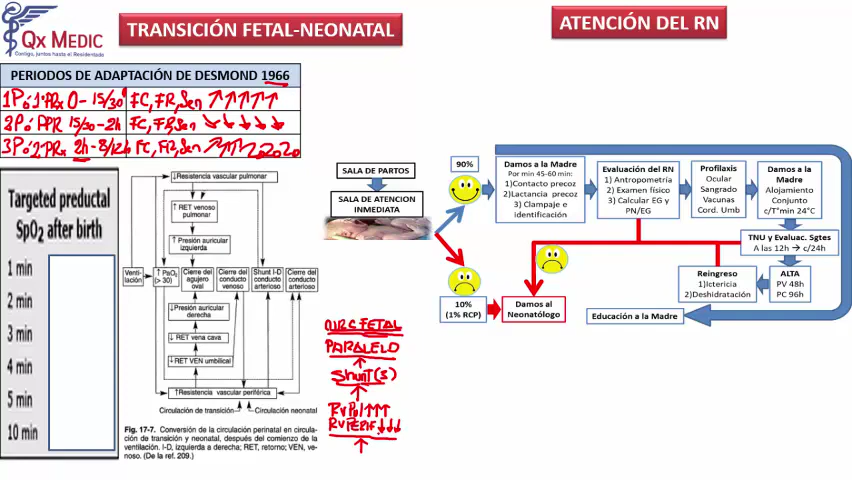 Qx MEDIC
Contigo, juntos hasta el Residentado
TRANSICIÓN FETAL-NEONATAL
ATENCIÓN DEL RN
PERIODOS DE ADAPTACIÓN DE DESMOND 1966
1Pó1ªPRx 0-15/30' FC, FR, Sen
2Pó PPR 15/30-2h FC, FR, Sen
3Pó2ªPRx 2h-8/12h FC, FR, Sen
Targeted preductal
SpO2 after birth
1 min
2 min
3 min
4 min
5 min
10 min
↓Resistencia vascular pulmonar
↑ RET venoso
pulmonar
↑ Presión auricular
izquierda
Venti-
lación
↑ PaO2
(> 30)
Cierre del
agujero
oval
Cierre del
conducto
venoso
Shunt I-D
conducto
arterioso
Cierre del
conducto
arterioso
↓Presión auricular
derecha
↓ RET vena cava
↓RET VEN umbilical
↑Resistencia vascular periférica
Circulación de transición
Circulación neonatal
Fig. 17-7. Conversión de la circulación perinatal en circula-
ción de transición y neonatal, después del comienzo de la
ventilación. I-D, izquierda a derecha; RET, retorno; VEN, ve-
noso. (De la ref. 209.)
FETAL
PARALELO
Shunt(s)
RVPul↑↑↑
RVPERIF↓↓↓
SALA DE PARTOS
SALA DE ATENCION
INMEDIATA
90%
10%
(1% RCP)
Damos a la Madre
Por min 45-60 min:
1)Contacto precoz
2)Lactancia precoz
3) Clampaje e
Identificación
Evaluación del RN
1) Antropometría
2) Examen físico
3) Calcular EG y
PN/EG
Profilaxis
Ocular
Sangrado
Vacunas
Cord. Umb
Damos a la
Madre
Alojamiento
Conjunto
c/T°min 24°C
TNU y Evaluac. Sgtes
A las 12h → c/24h
ALTA
PV 48h
PC 96h
Reingreso
1)Ictericia
2)Deshidratación
Damos al
Neonatólogo
Educación a la Madre